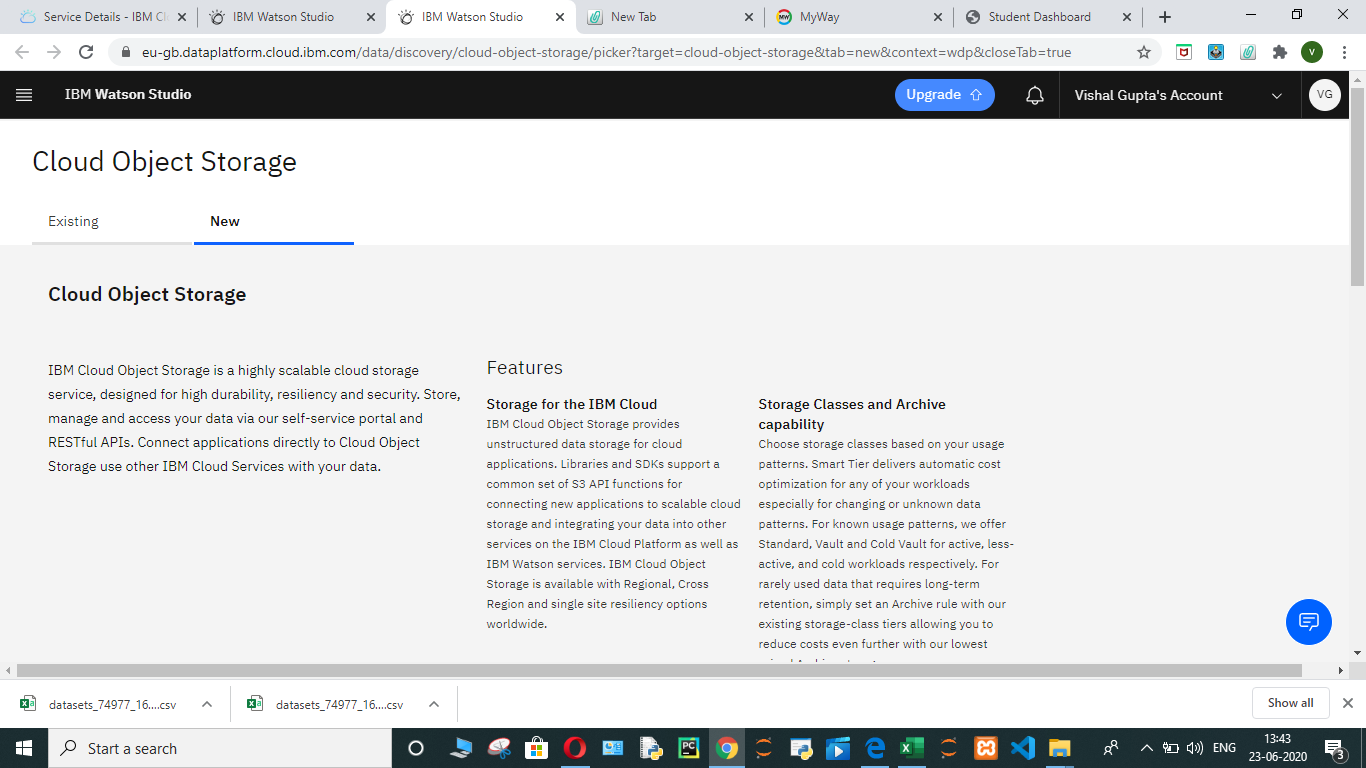 Service Details - IBM Cl
IBM Watson Studio
IBM Watson Studio
New Tab
MyWay
Student Dashboard
eu-gb.dataplatform.cloud.ibm.com/data/discovery/cloud-object-storage/picker?target=cloud-object-storage&tab=new&context=wdp&closeTab=true
V
IBM Watson Studio
Upgrade
Vishal Gupta's Account
VG
Cloud Object Storage
Existing
New
Cloud Object Storage
IBM Cloud Object Storage is a highly scalable cloud storage
service, designed for high durability, resiliency and security. Store,
manage and access your data via our self-service portal and
RESTful APIs. Connect applications directly to Cloud Object
Storage use other IBM Cloud Services with your data.
Features
Storage for the IBM Cloud
IBM Cloud Object Storage provides
unstructured data storage for cloud
applications. Libraries and SDKs support a
common set of S3 API functions for
connecting new applications to scalable cloud
storage and integrating your data into other
services on the IBM Cloud Platform as well as
IBM Watson services. IBM Cloud Object
Storage is available with Regional, Cross
Region and single site resiliency options
worldwide.
Storage Classes and Archive
capability
Choose storage classes based on your usage
patterns. Smart Tier delivers automatic cost
optimization for any of your workloads
especially for changing or unknown data
patterns. For known usage patterns, we offer
Standard, Vault and Cold Vault for active, less-
active, and cold workloads respectively. For
rarely used data that requires long-term
retention, simply set an Archive rule with our
existing storage-class tiers allowing you to
reduce costs even further with our lowest
datasets_74977_16....csv
datasets_74977_16....csv
Show all
Start a search
ENG
13:43
23-06-2020
3